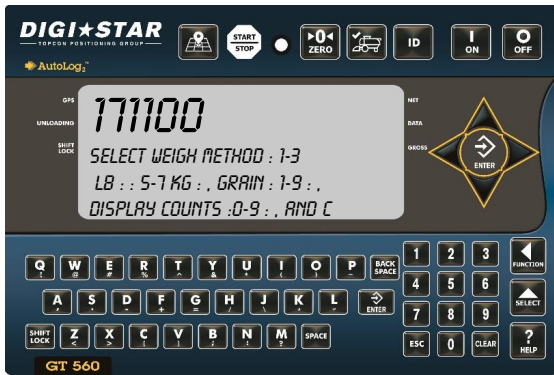 DIGI★STAR
TOPCON POSITIONING GROUP
AutoLog2™
START
STOP
▶0◀
ZERO
ID
I
ON
O
OFF
GPS
UNLOADING
SHIFT
LOCK
171100
SELECT WEIGH METHOD : 1-3
LB : : 5-7 KG : , GRAIN : 1-9 : ,
DISPLAY COUNTS :0-9 : , AND C
NET
DATA
GROSS
ENTER
Q ! W @ E # R % T ^ Y & U * I ( O ) P _ BACK SPACE
A , S . D - F + G = H / J \ K ' L ENTER
SHIFT LOCK Z < X > C [ V ] B ; N : M ? SPACE
1 2 3
4 5 6
7 8 9
ESC 0 CLEAR
FUNCTION
SELECT
?
HELP
GT 560